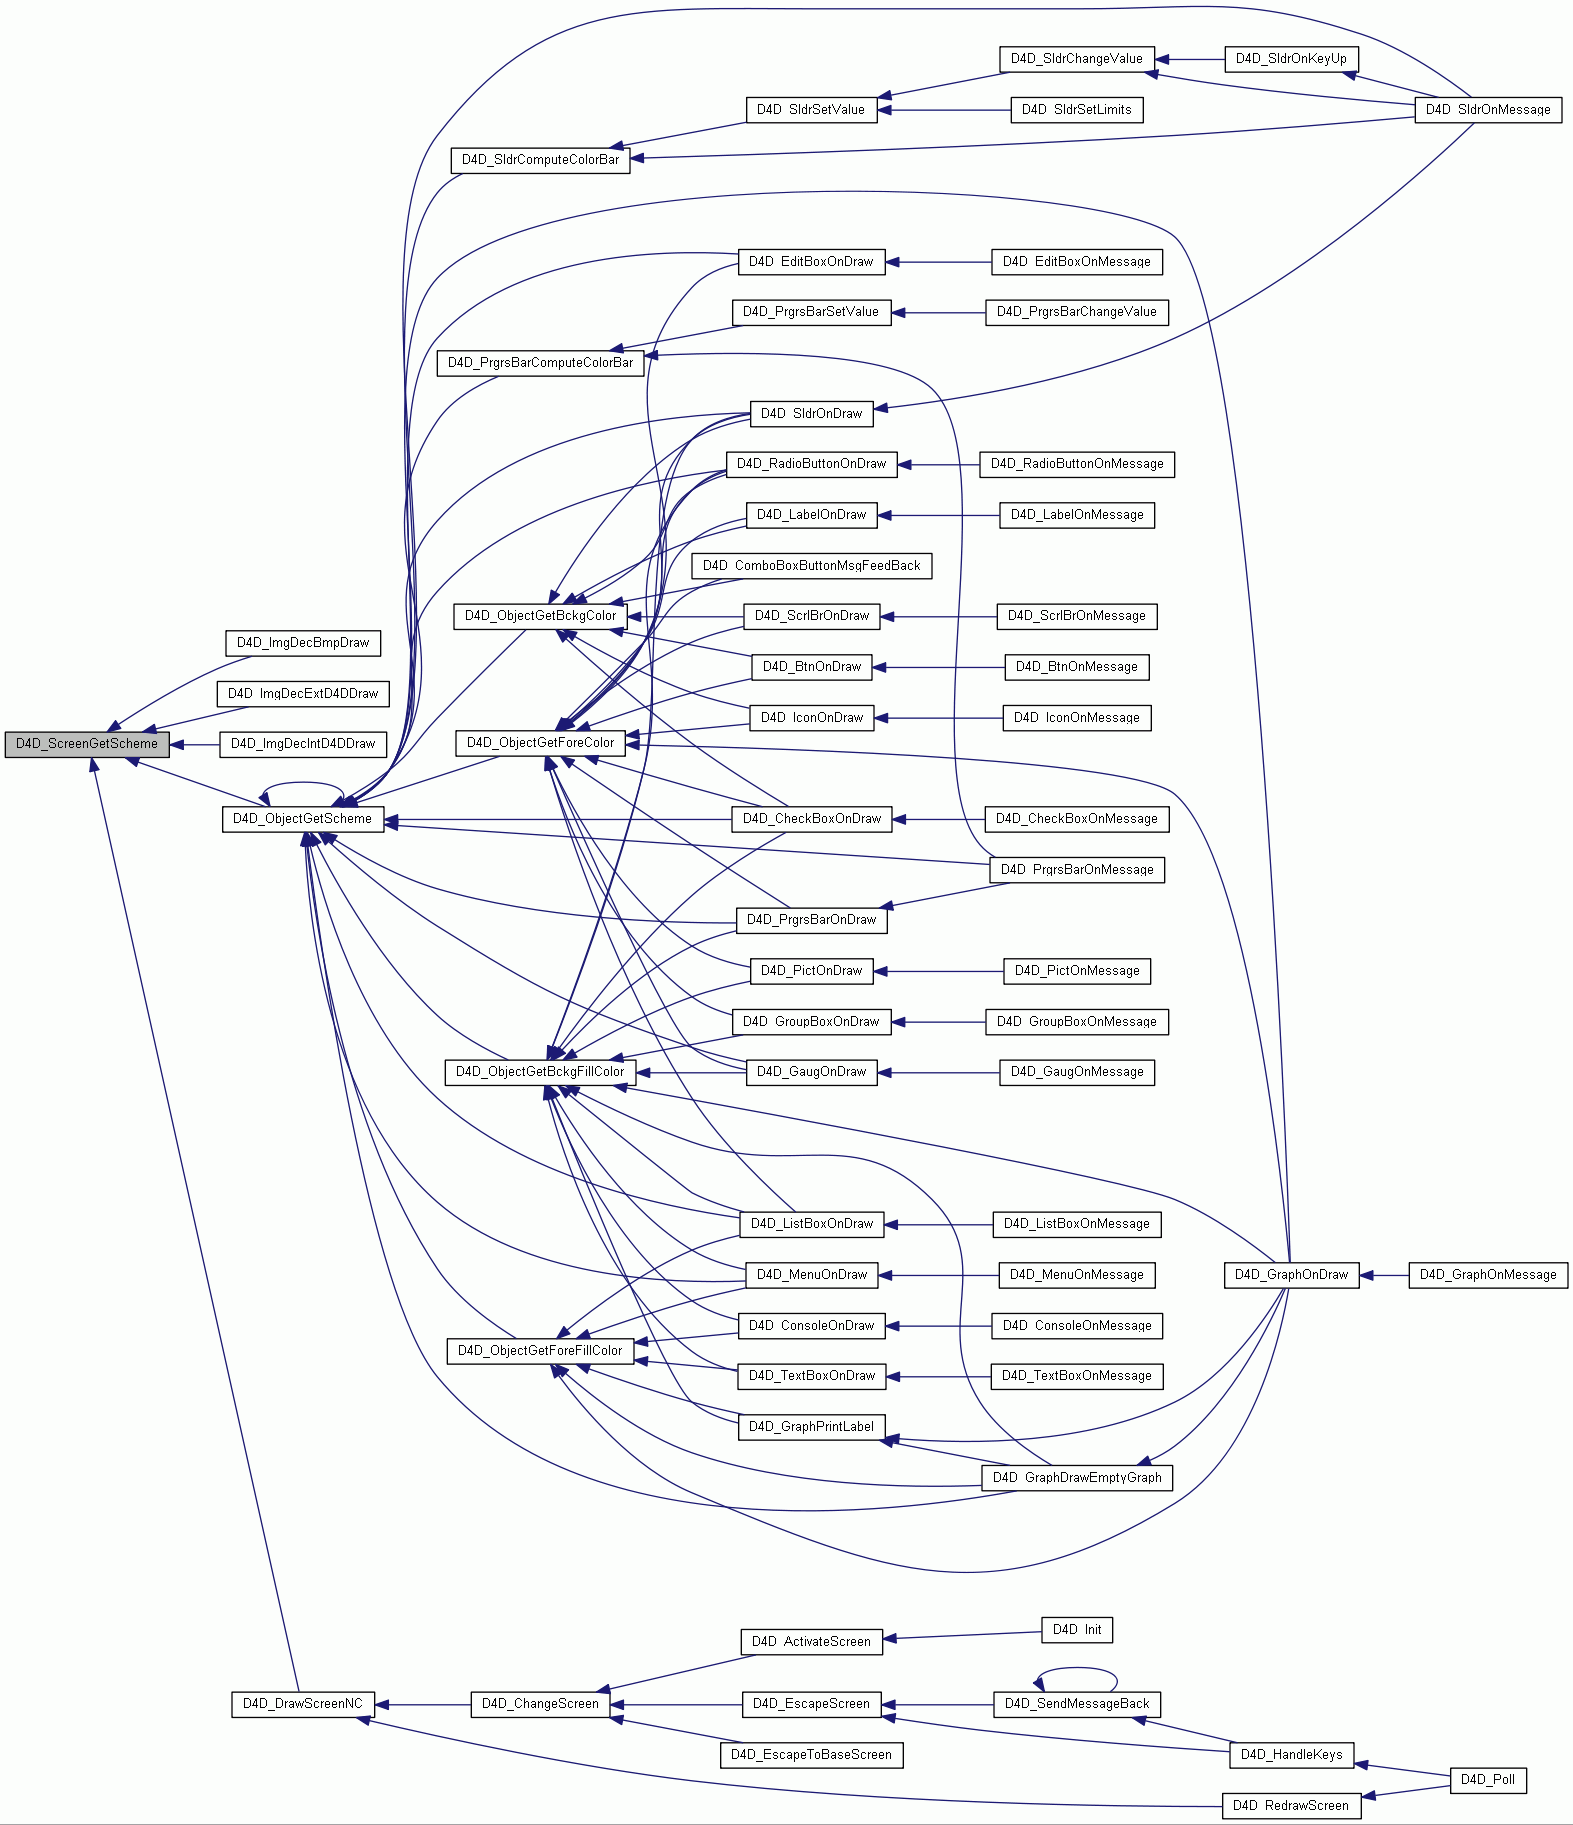 D4D_SldrChangeValue
D4D_SldrOnKeyUp
D4D_SldrSetValue
D4D_SldrSetLimits
D4D_SldrOnMessage
D4D_SldrComputeColorBar
D4D_EditBoxOnDraw
D4D_EditBoxOnMessage
D4D_PrgrsBarSetValue
D4D_PrgrsBarChangeValue
D4D_PrgrsBarComputeColorBar
D4D_SldrOnDraw
D4D_RadioButtonOnDraw
D4D_RadioButtonOnMessage
D4D_LabelOnDraw
D4D_LabelOnMessage
D4D_ComboBoxButtonMsgFeedBack
D4D_ObjectGetBckgColor
D4D_ScrlBrOnDraw
D4D_ScrlBrOnMessage
D4D_ImgDecBmpDraw
D4D_BtnOnDraw
D4D_BtnOnMessage
D4D_ImgDecExtD4DDraw
D4D_IconOnDraw
D4D_IconOnMessage
D4D_ScreenGetScheme
D4D_ImgDecIntD4DDraw
D4D_ObjectGetForeColor
D4D_ObjectGetScheme
D4D_CheckBoxOnDraw
D4D_CheckBoxOnMessage
D4D_PrgrsBarOnMessage
D4D_PrgrsBarOnDraw
D4D_PictOnDraw
D4D_PictOnMessage
D4D_GroupBoxOnDraw
D4D_GroupBoxOnMessage
D4D_ObjectGetBckgFillColor
D4D_GaugOnDraw
D4D_GaugOnMessage
D4D_ListBoxOnDraw
D4D_ListBoxOnMessage
D4D_MenuOnDraw
D4D_MenuOnMessage
D4D_GraphOnDraw
D4D_GraphOnMessage
D4D_ConsoleOnDraw
D4D_ConsoleOnMessage
D4D_ObjectGetForeFillColor
D4D_TextBoxOnDraw
D4D_TextBoxOnMessage
D4D_GraphPrintLabel
D4D_GraphDrawEmptyGraph
D4D_ActivateScreen
D4D_Init
D4D_DrawScreenNC
D4D_ChangeScreen
D4D_EscapeScreen
D4D_SendMessageBack
D4D_EscapeToBaseScreen
D4D_HandleKeys
D4D_Poll
D4D_RedrawScreen